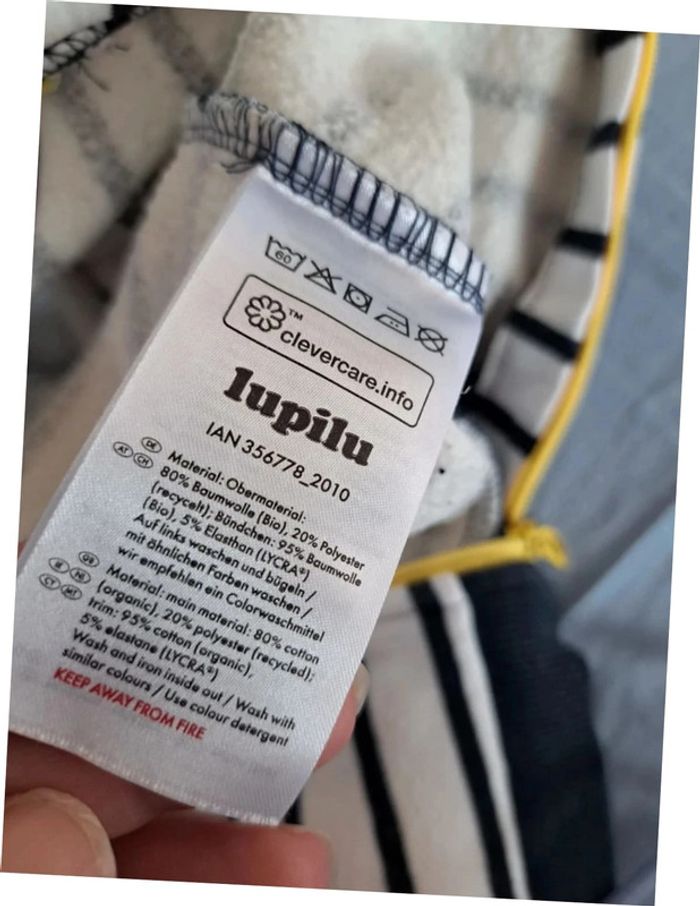 60
™
clevercare.info
lupilu
IAN 356778_2010
DE
AT CH
Material: Obermaterial:
80% Baumwolle (Bio), 20% Polyester
(recycelt); Bündchen: 95% Baumwolle
(Bio), 5% Elasthan (LYCRA®)
Auf links waschen und bügeln /
mit ähnlichen Farben waschen /
wir empfehlen ein Colorwaschmittel
GB
IE NI
CY MT
Material: main material: 80% cotton
(organic), 20% polyester (recycled);
trim: 95% cotton (organic),
5% elastane (LYCRA®)
Wash and iron inside out / Wash with
similar colours / Use colour detergent
KEEP AWAY FROM FIRE